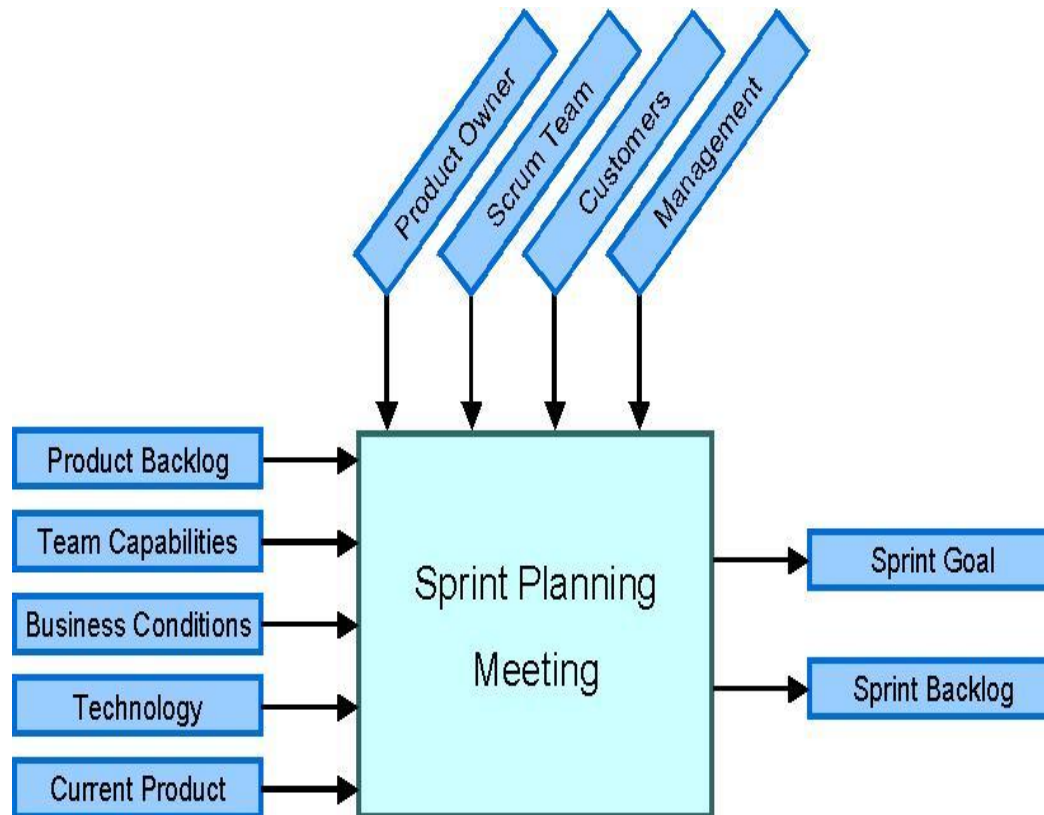 Product Owner
Scrum Team
Customers
Management
Product Backlog
Team Capabilities
Business Conditions
Technology
Current Product
Sprint Planning
Meeting
Sprint Goal
Sprint Backlog